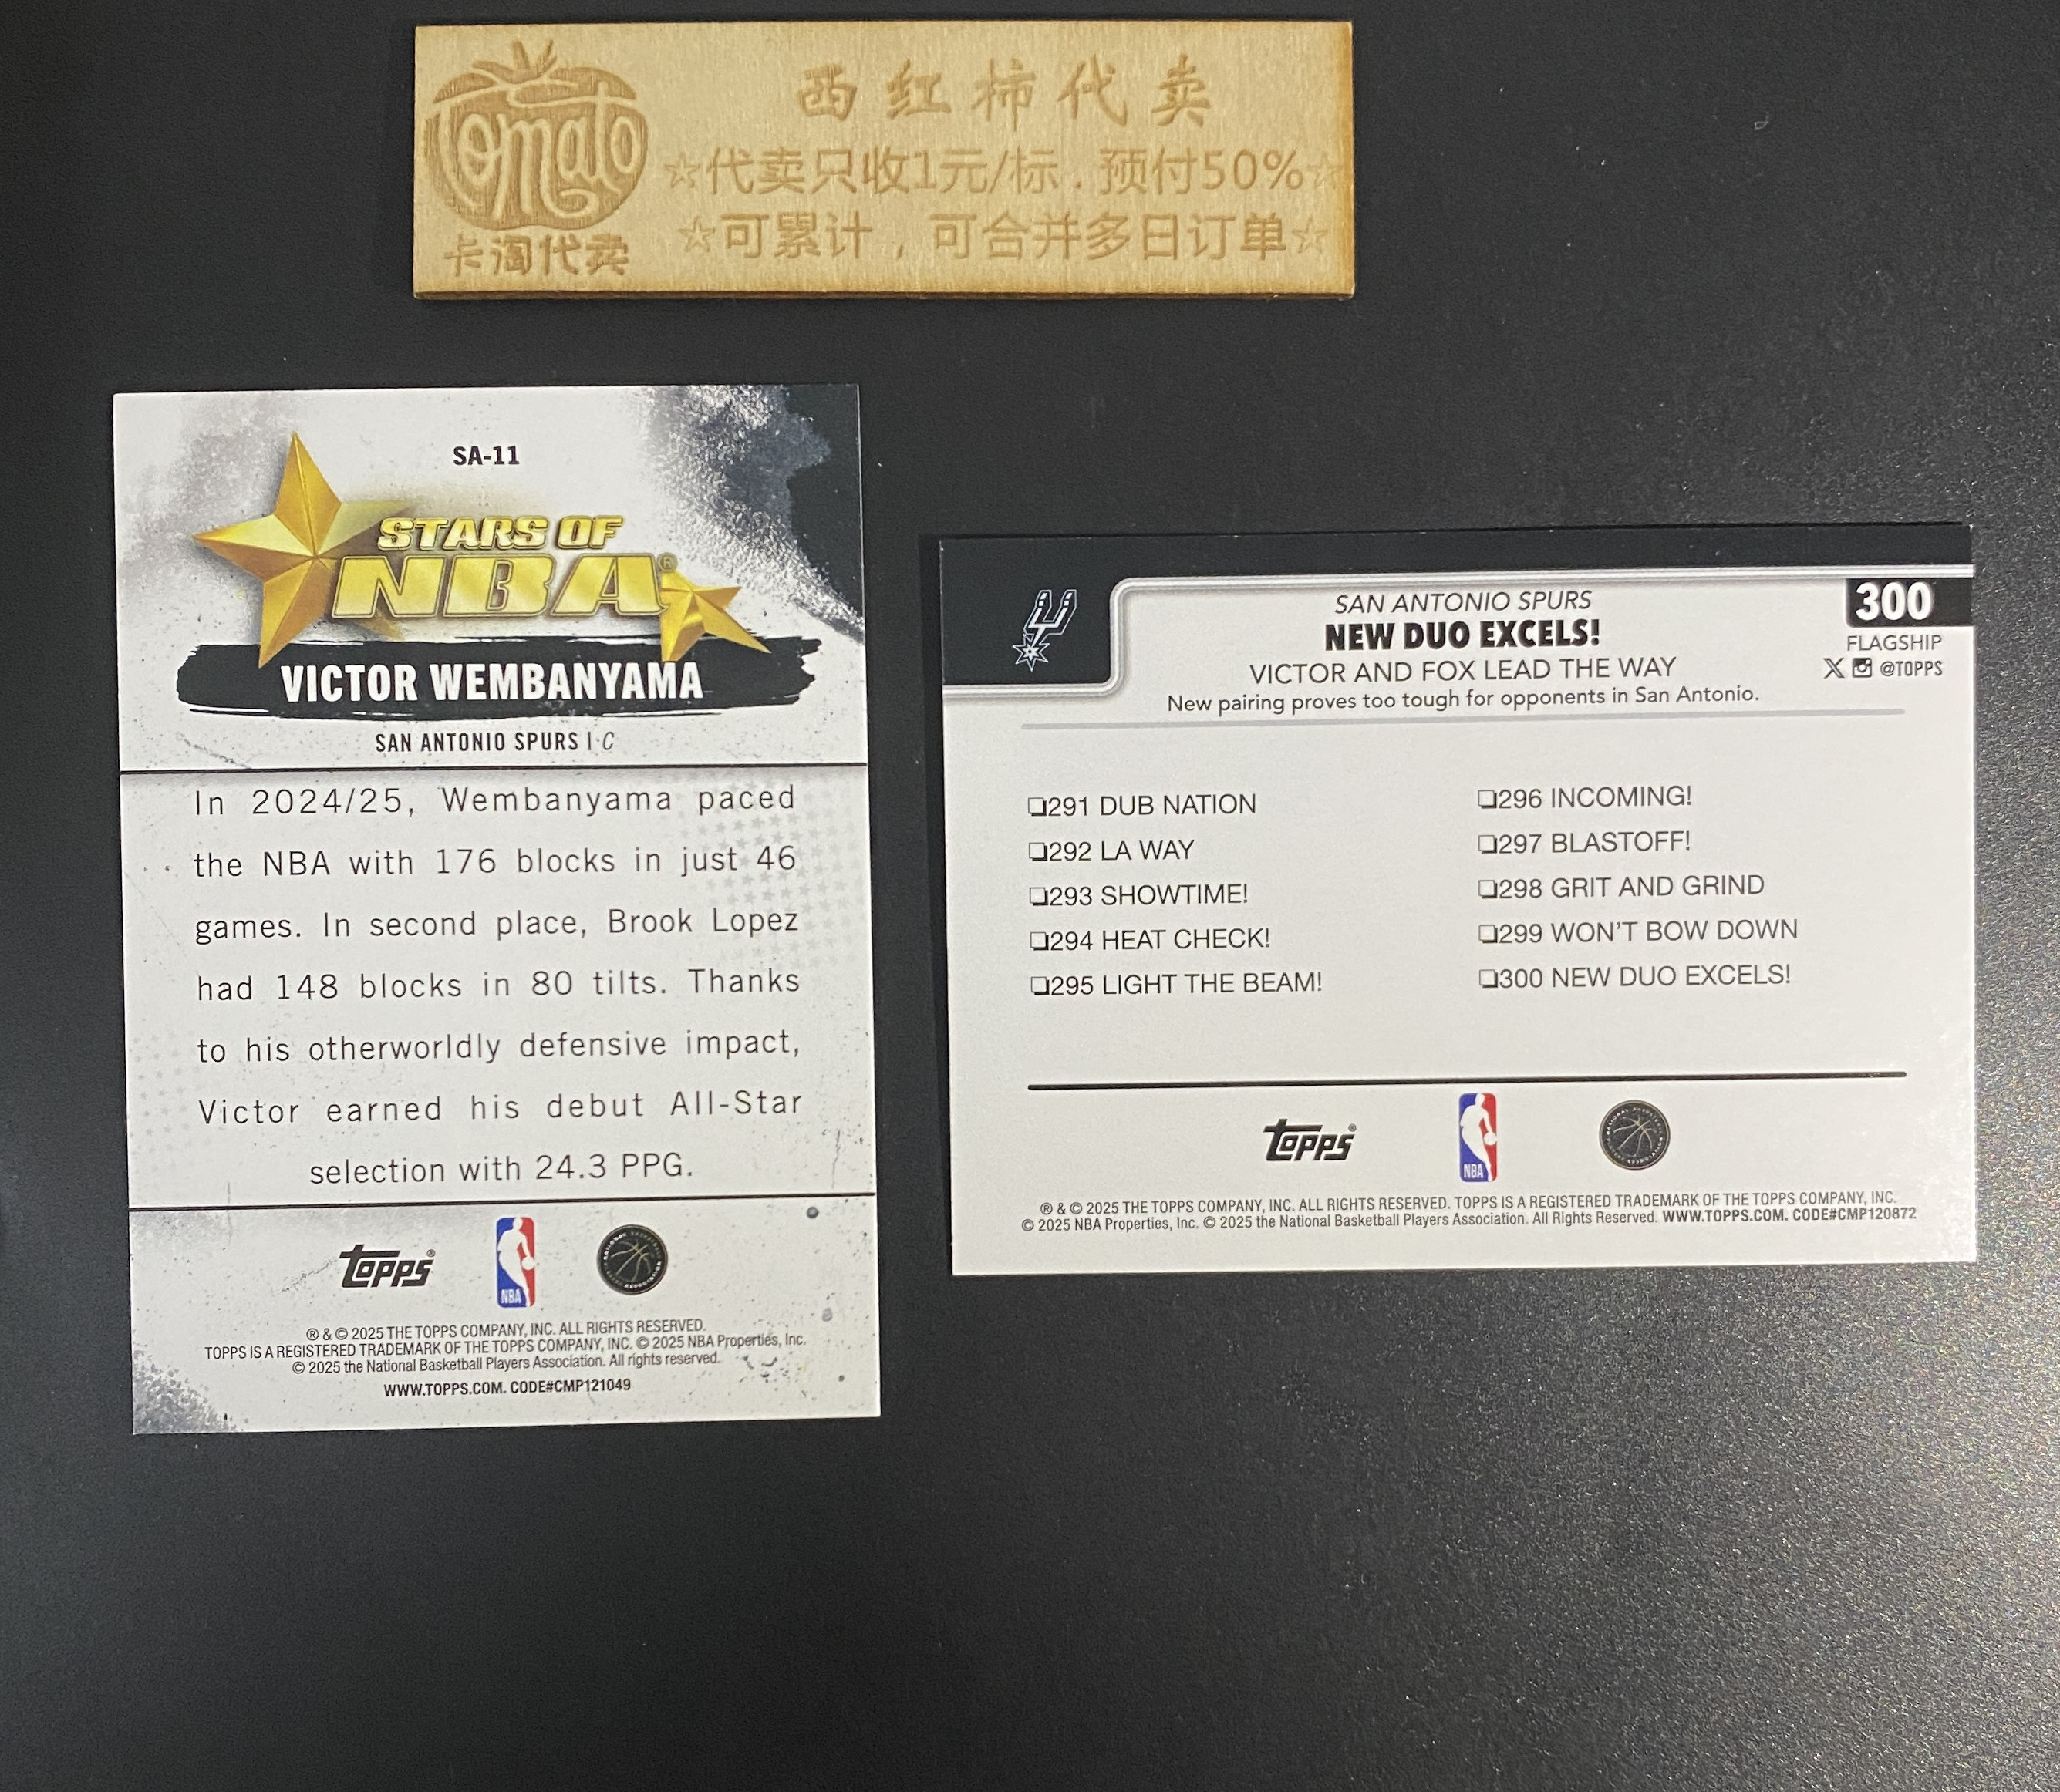 Tomato
卡淘代卖
西红柿代卖
☆代卖只收1元/标.预付50%☆
☆可累计，可合并多日订单☆
SA-11
STARS OF
NBA®
VICTOR WEMBANYAMA
SAN ANTONIO SPURS | C
In 2024/25, Wembanyama paced
the NBA with 176 blocks in just 46
games. In second place, Brook Lopez
had 148 blocks in 80 tilts. Thanks
to his otherworldly defensive impact,
Victor earned his debut All-Star
selection with 24.3 PPG.
topps®
NBA
® & © 2025 THE TOPPS COMPANY, INC. ALL RIGHTS RESERVED.
TOPPS IS A REGISTERED TRADEMARK OF THE TOPPS COMPANY, INC. © 2025 NBA Properties, Inc.
© 2025 the National Basketball Players Association. All rights reserved.
WWW.TOPPS.COM. CODE#CMP121049
SAN ANTONIO SPURS
NEW DUO EXCELS!
VICTOR AND FOX LEAD THE WAY
New pairing proves too tough for opponents in San Antonio.
300
FLAGSHIP
X @TOPPS
❏291 DUB NATION
❏292 LA WAY
❏293 SHOWTIME!
❏294 HEAT CHECK!
❏295 LIGHT THE BEAM!
❏296 INCOMING!
❏297 BLASTOFF!
❏298 GRIT AND GRIND
❏299 WON'T BOW DOWN
❏300 NEW DUO EXCELS!
topps®
NBA
® & © 2025 THE TOPPS COMPANY, INC. ALL RIGHTS RESERVED. TOPPS IS A REGISTERED TRADEMARK OF THE TOPPS COMPANY, INC.
© 2025 NBA Properties, Inc. © 2025 the National Basketball Players Association. All Rights Reserved. WWW.TOPPS.COM. CODE#CMP120872